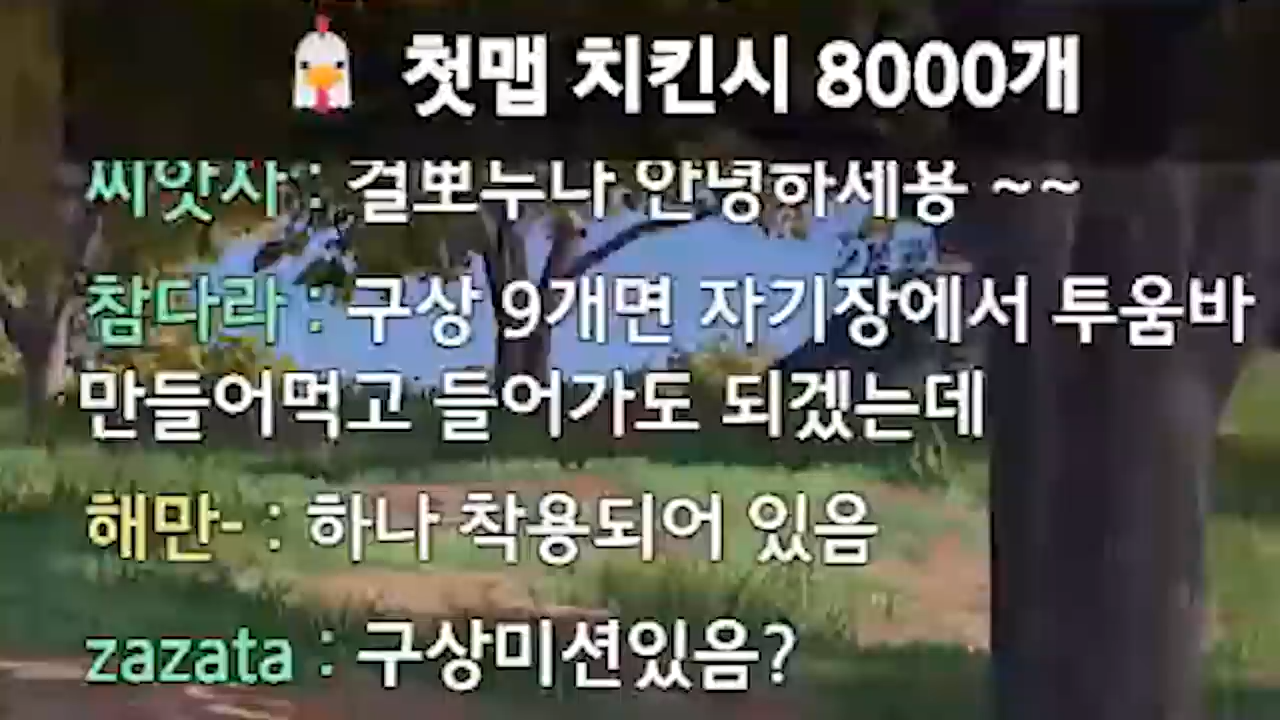 첫맵 치킨시 8000개
씨앗사 : 걸뽀누나 안녕하세용 ~~
참다라 : 구상 9개면 자기장에서 투움바
만들어먹고 들어가도 되겠는데
해만- : 하나 착용되어 있음
zazata : 구상미션있음?